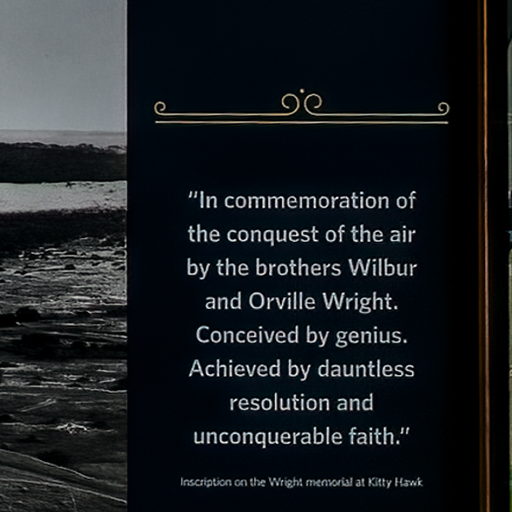 “In commemoration of
the conquest of the air
by the brothers Wilbur
and Orville Wright.
Conceived by genius.
Achieved by dauntless
resolution and
unconquerable faith.”
Inscription on the Wright memorial at Kitty Hawk